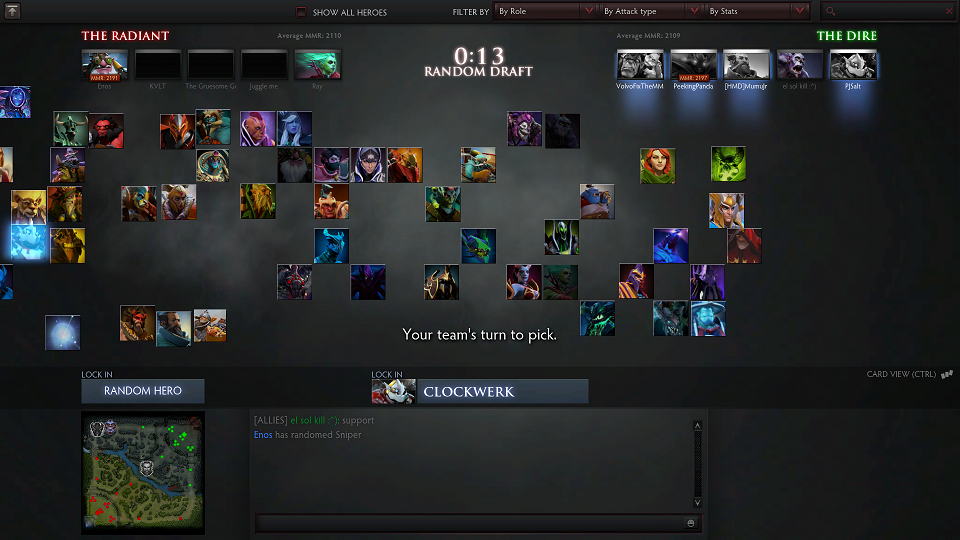 SHOW ALL HEROES
FILTER BY
By Role
By Attack type
By Stats
THE RADIANT
Average MMR: 2110
0:13
RANDOM DRAFT
Average MMR: 2109
THE DIRE
MMR: 2191
MMR: 2197
Enos
KVLT
The Gruesome G
Juggle me
Ray
VolvoFixTheMM
PeekingPanda
[HMD]MumuJr
el sol kill :^)
PJSalt
Your team's turn to pick.
LOCK IN
RANDOM HERO
LOCK IN
CLOCKWERK
CARD VIEW (CTRL)
[ALLIES] el sol kill :^): support
Enos has randomed Sniper